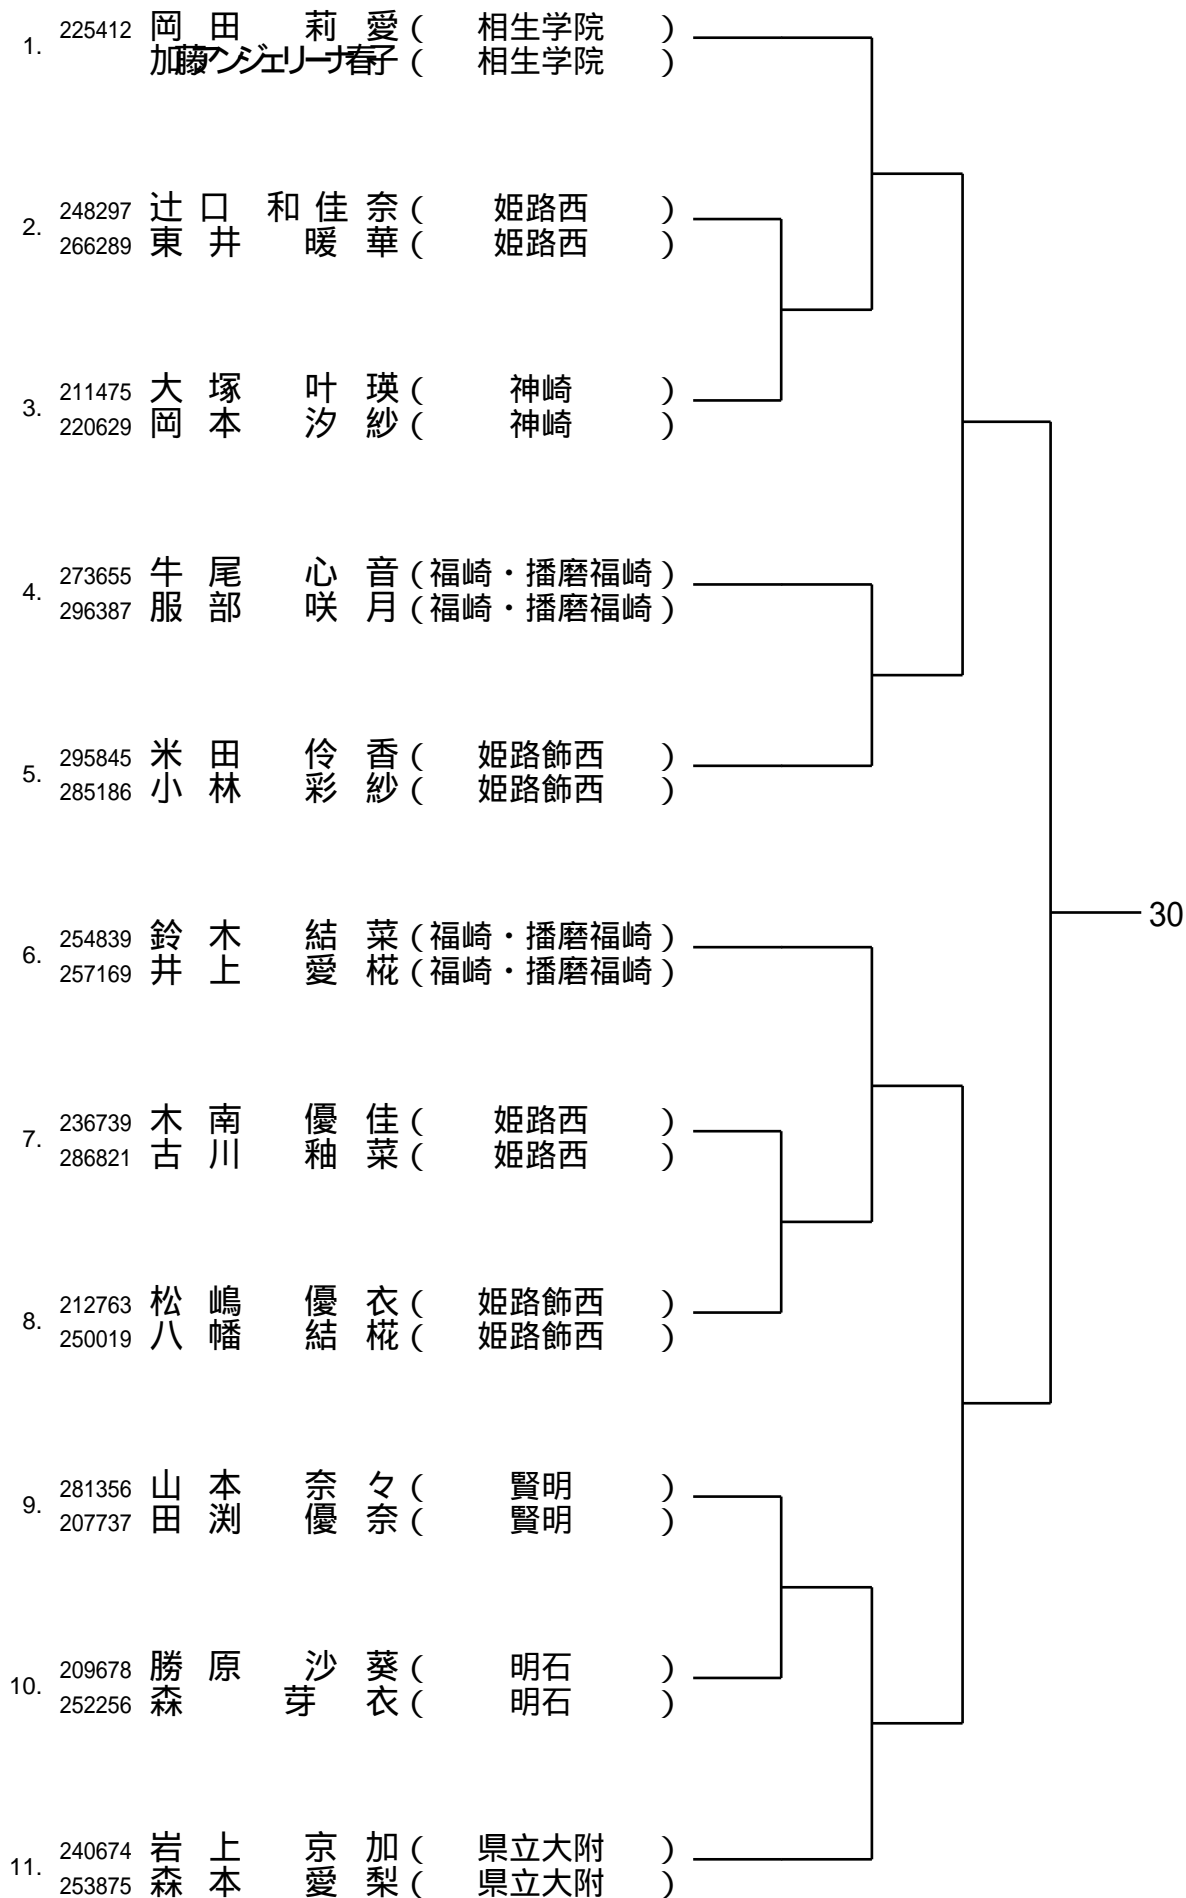 1. 225412 岡田 莉愛 ( 相生学院 )
加藤アンジェリーナ春子 ( 相生学院 )
2. 248297 辻口 和佳奈 ( 姫路西 )
266289 東井 暖華 ( 姫路西 )
3. 211475 大塚 叶瑛 ( 神崎 )
220629 岡本 汐紗 ( 神崎 )
4. 273655 牛尾 心音 ( 福崎・播磨福崎 )
296387 服部 咲月 ( 福崎・播磨福崎 )
5. 295845 米田 伶香 ( 姫路飾西 )
285186 小林 彩紗 ( 姫路飾西 )
30
6. 254839 鈴木 結菜 ( 福崎・播磨福崎 )
257169 井上 愛椛 ( 福崎・播磨福崎 )
7. 236739 木南 優佳 ( 姫路西 )
286821 古川 釉菜 ( 姫路西 )
8. 212763 松嶋 優衣 ( 姫路飾西 )
250019 八幡 結椛 ( 姫路飾西 )
9. 281356 山本 奈々 ( 賢明 )
207737 田渕 優奈 ( 賢明 )
10. 209678 勝原 沙葵 ( 明石 )
252256 森 芽衣 ( 明石 )
11. 240674 岩上 京加 ( 県立大附 )
253875 森本 愛梨 ( 県立大附 )